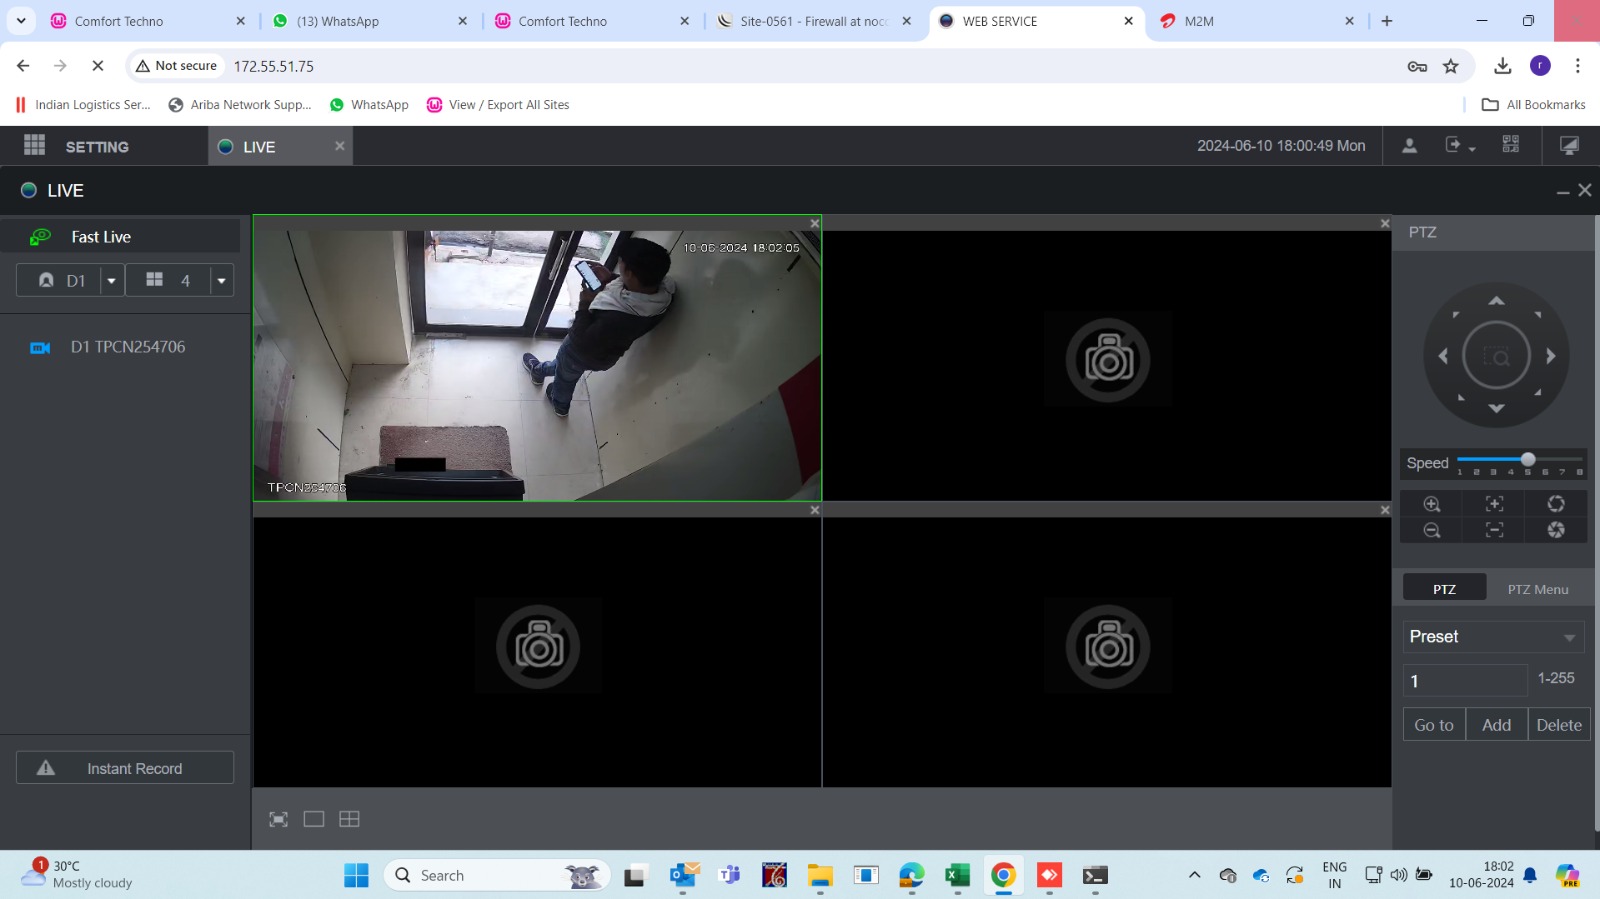 Comfort Techno
(13) WhatsApp
Comfort Techno
Site-0561 - Firewall at noc
WEB SERVICE
M2M
Not secure
172.55.51.75
r
Indian Logistics Ser...
Ariba Network Supp...
WhatsApp
View / Export All Sites
All Bookmarks
SETTING
LIVE
2024-06-10 18:00:49 Mon
LIVE
Fast Live
D1
4
D1 TPCN254706
Instant Record
10-06-2024 18:02:05
TPCN254706
PTZ
Speed
1 2 3 4 5 6 7 8
PTZ
PTZ Menu
Preset
1
1-255
Go to
Add
Delete
1
30°C
Mostly cloudy
Search
ENG
IN
18:02
10-06-2024
PRE